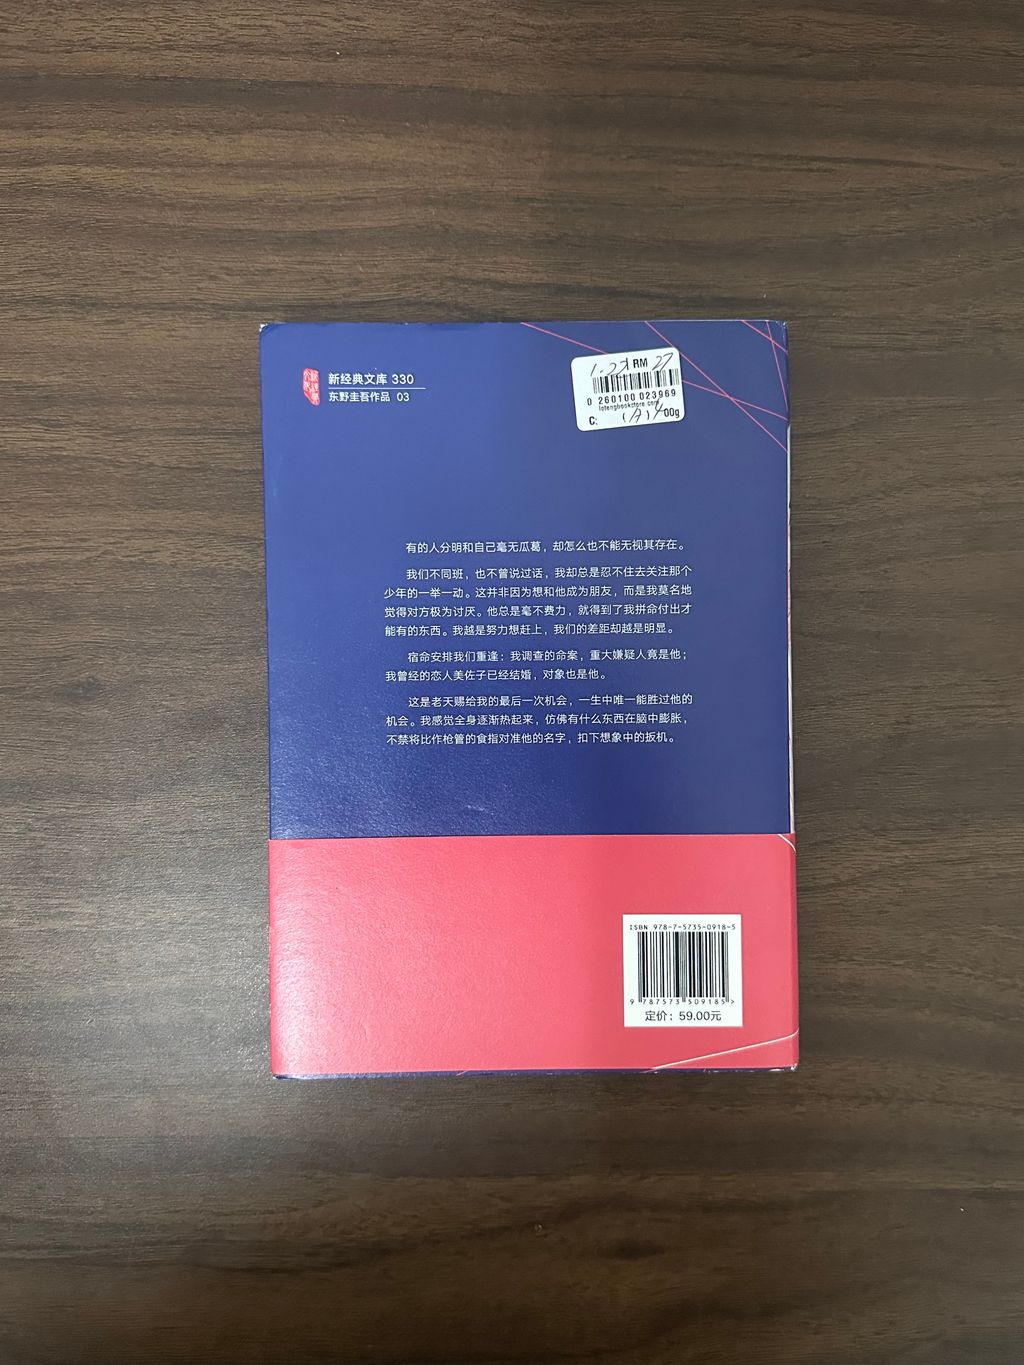 新经典文库 330
东野圭吾作品 03
RM 27
0 260100 023969
lotengbookstore.com
C:
00g
有的人分明和自己毫无瓜葛，却怎么也不能无视其存在。
我们不同班，也不曾说过话，我却总是忍不住去关注那个
少年的一举一动。这并非因为想和他成为朋友，而是我莫名地
觉得对方极为讨厌。他总是毫不费力，就得到了我拼命付出才
能有的东西。我越是努力想赶上，我们的差距却越是明显。
宿命安排我们重逢：我调查的命案，重大嫌疑人竟是他；
我曾经的恋人美佐子已经结婚，对象也是他。
这是老天赐给我的最后一次机会，一生中唯一能胜过他的
机会。我感觉全身逐渐热起来，仿佛有什么东西在脑中膨胀，
不禁将比作枪管的食指对准他的名字，扣下想象中的扳机。
ISBN 978-7-5735-0918-5
9 787573 509185>
定价：59.00元